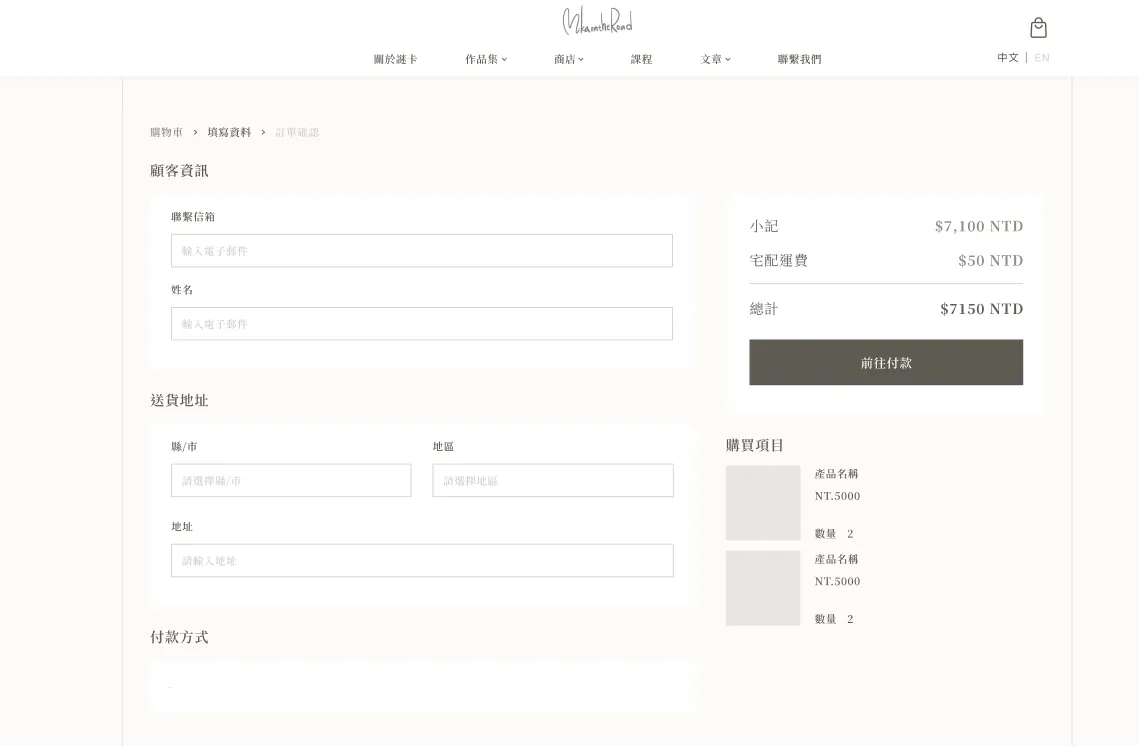 MikaontheRoad
關於謎卡 作品集 商店 課程 文章 聯繫我們
中文 | EN
購物車 › 填寫資料 › 訂單確認
顧客資訊
聯繫信箱
輸入電子郵件
姓名
輸入電子郵件
送貨地址
縣/市 地區
請選擇縣/市 請選擇地區
地址
請輸入地址
付款方式
小記 $7,100 NTD
宅配運費 $50 NTD
總計 $7150 NTD
前往付款
購買項目
產品名稱
NT.5000
數量 2
產品名稱
NT.5000
數量 2